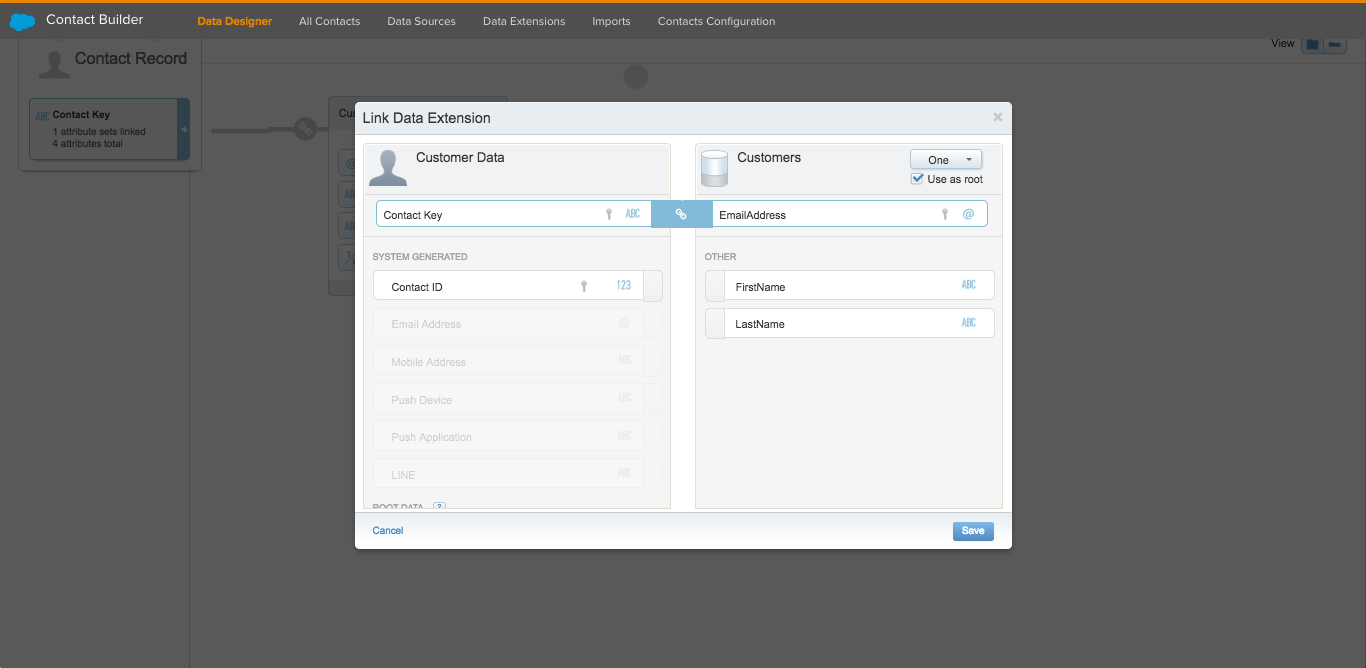 Contact Builder
Data Designer
All Contacts
Data Sources
Data Extensions
Imports
Contacts Configuration
View
Contact Record
ABC Contact Key
1 attribute sets linked
4 attributes total
Link Data Extension
×
Customer Data
Contact Key ABC
SYSTEM GENERATED
Contact ID 123
Email Address @
Mobile Address ABC
Push Device ABC
Push Application ABC
LINE ABC
ROOT DATA ?
Customers
One
Use as root
EmailAddress @
OTHER
FirstName ABC
LastName ABC
Cancel
Save